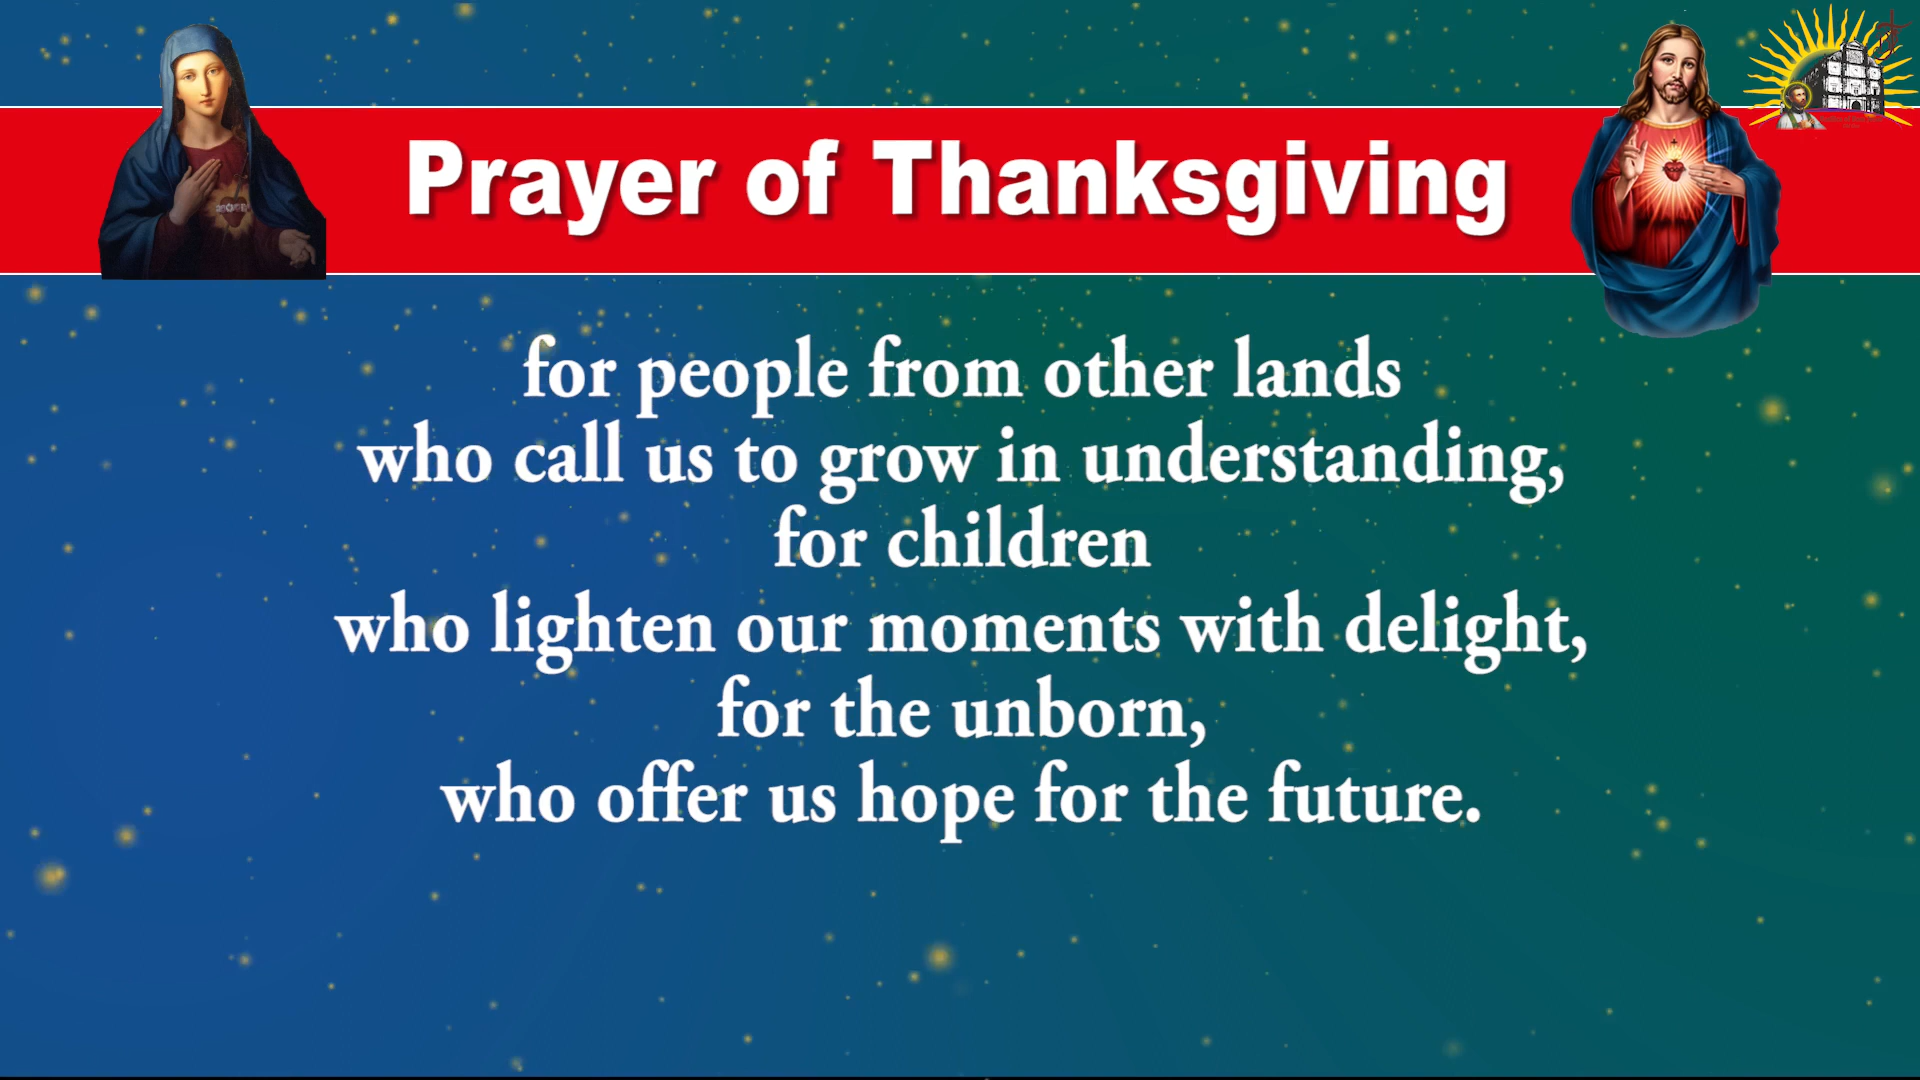 Prayer of Thanksgiving
for people from other lands
who call us to grow in understanding,
for children
who lighten our moments with delight,
for the unborn,
who offer us hope for the future.